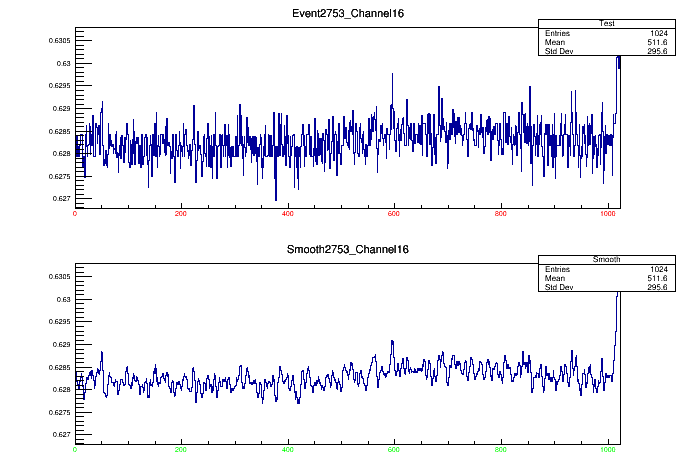 Event2753_Channel16
Test
Entries 1024
Mean 511.6
Std Dev 295.6
0.6305
0.63
0.6295
0.629
0.6285
0.628
0.6275
0.627
0 200 400 600 800 1000
Smooth2753_Channel16
Smooth
Entries 1024
Mean 511.6
Std Dev 295.6
0.6305
0.63
0.6295
0.629
0.6285
0.628
0.6275
0.627
0 200 400 600 800 1000